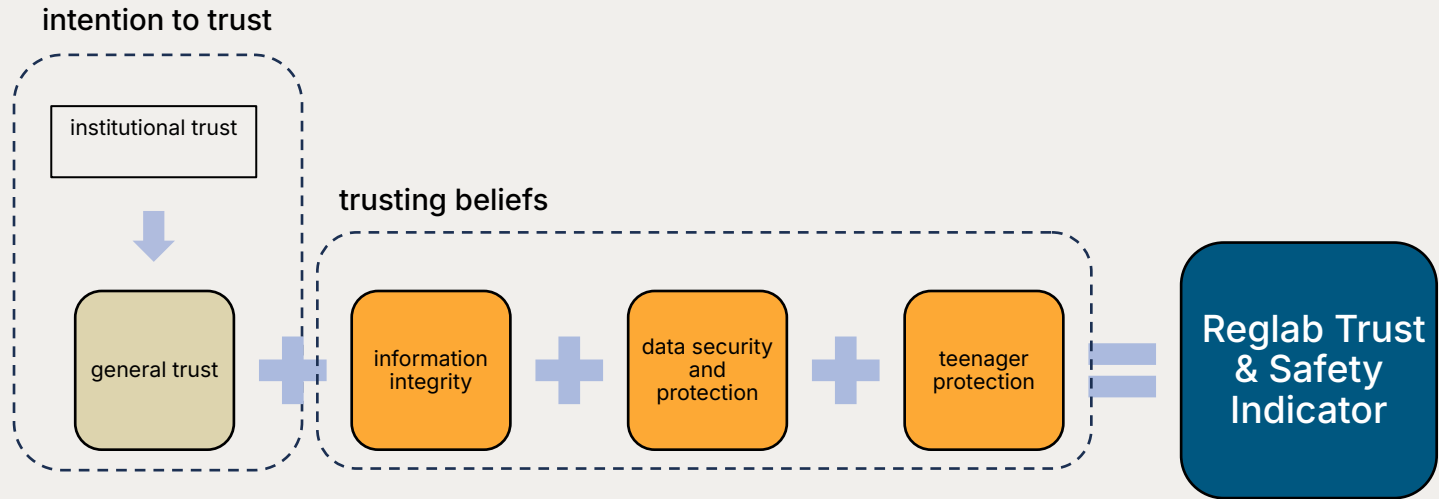 intention to trust
institutional trust
trusting beliefs
general trust
information
integrity
data security
and
protection
teenager
protection
Reglab Trust
& Safety
Indicator